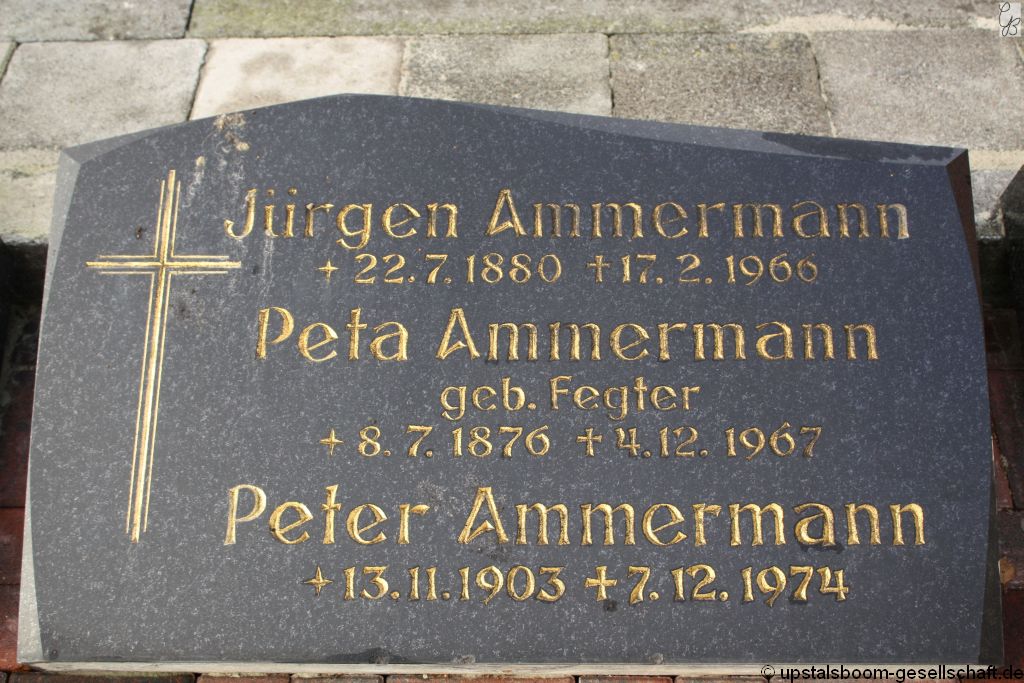 Jürgen Ammermann
+ 22.7.1880 ✝ 17.2.1966
Peta Ammermann
geb. Fegter
+ 8.7.1876 ✝ 4.12.1967
Peter Ammermann
+ 13.11.1903 ✝ 7.12.1974
© upstalsboom-gesellschaft.de